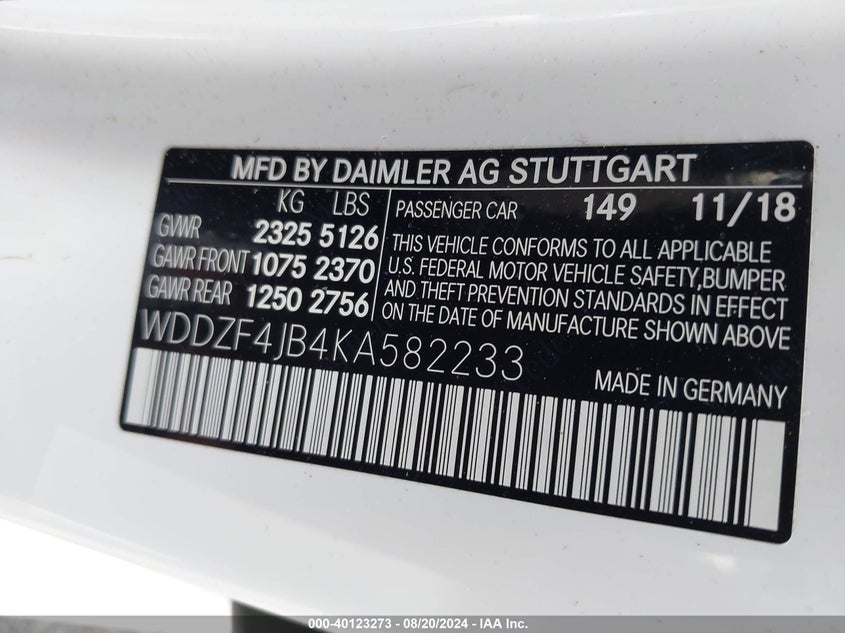 MFD BY DAIMLER AG STUTTGART
KG LBS
GVWR 2325 5126
GAWR FRONT 1075 2370
GAWR REAR 1250 2756
PASSENGER CAR 149 11/18
THIS VEHICLE CONFORMS TO ALL APPLICABLE
U.S. FEDERAL MOTOR VEHICLE SAFETY,BUMPER
AND THEFT PREVENTION STANDARDS IN EFFECT
ON THE DATE OF MANUFACTURE SHOWN ABOVE
WDDZF4JB4KA582233
MADE IN GERMANY
000-40123273 - 08/20/2024 - IAA Inc.